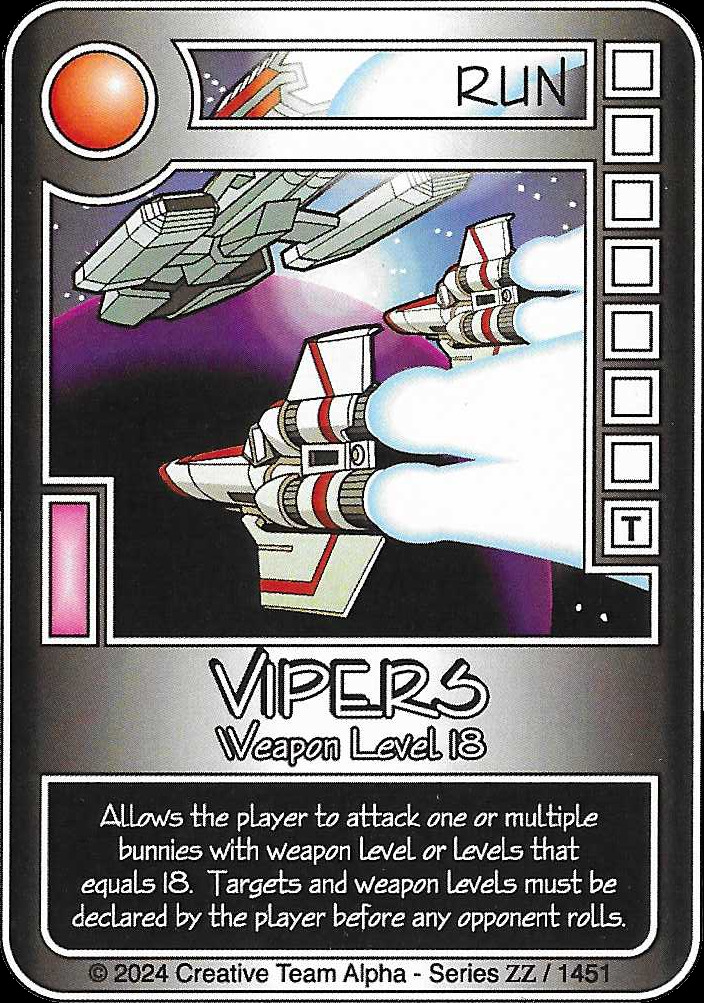 RUN
T
VIPERS
Weapon Level 18
Allows the player to attack one or multiple
bunnies with weapon level or levels that
equals 18. Targets and weapon levels must be
declared by the player before any opponent rolls.
© 2024 Creative Team Alpha - Series ZZ / 1451